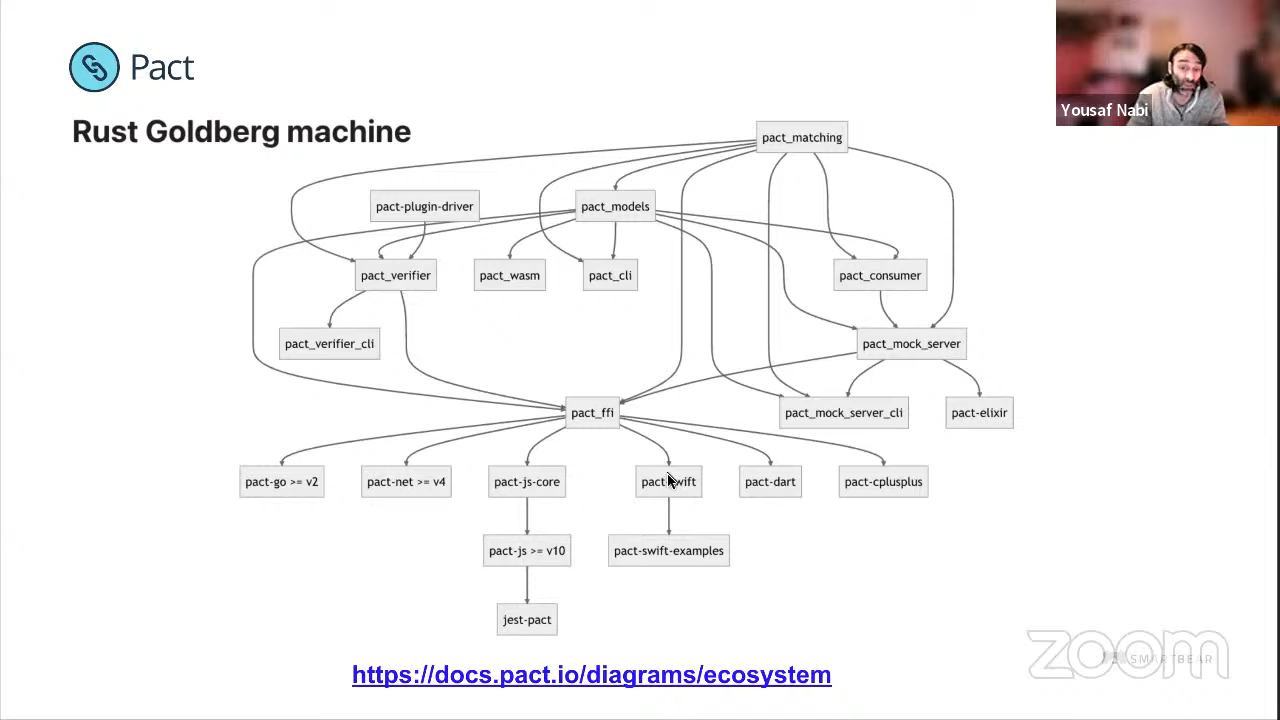 Pact
Yousaf Nabi
Rust Goldberg machine
pact_matching
pact-plugin-driver
pact_models
pact_verifier
pact_wasm
pact_cli
pact_consumer
pact_verifier_cli
pact_mock_server
pact_ffi
pact_mock_server_cli
pact-elixir
pact-go >= v2
pact-net >= v4
pact-js-core
pact-swift
pact-dart
pact-cplusplus
pact-js >= v10
pact-swift-examples
jest-pact
https://docs.pact.io/diagrams/ecosystem
zoom
SMARTBEAR